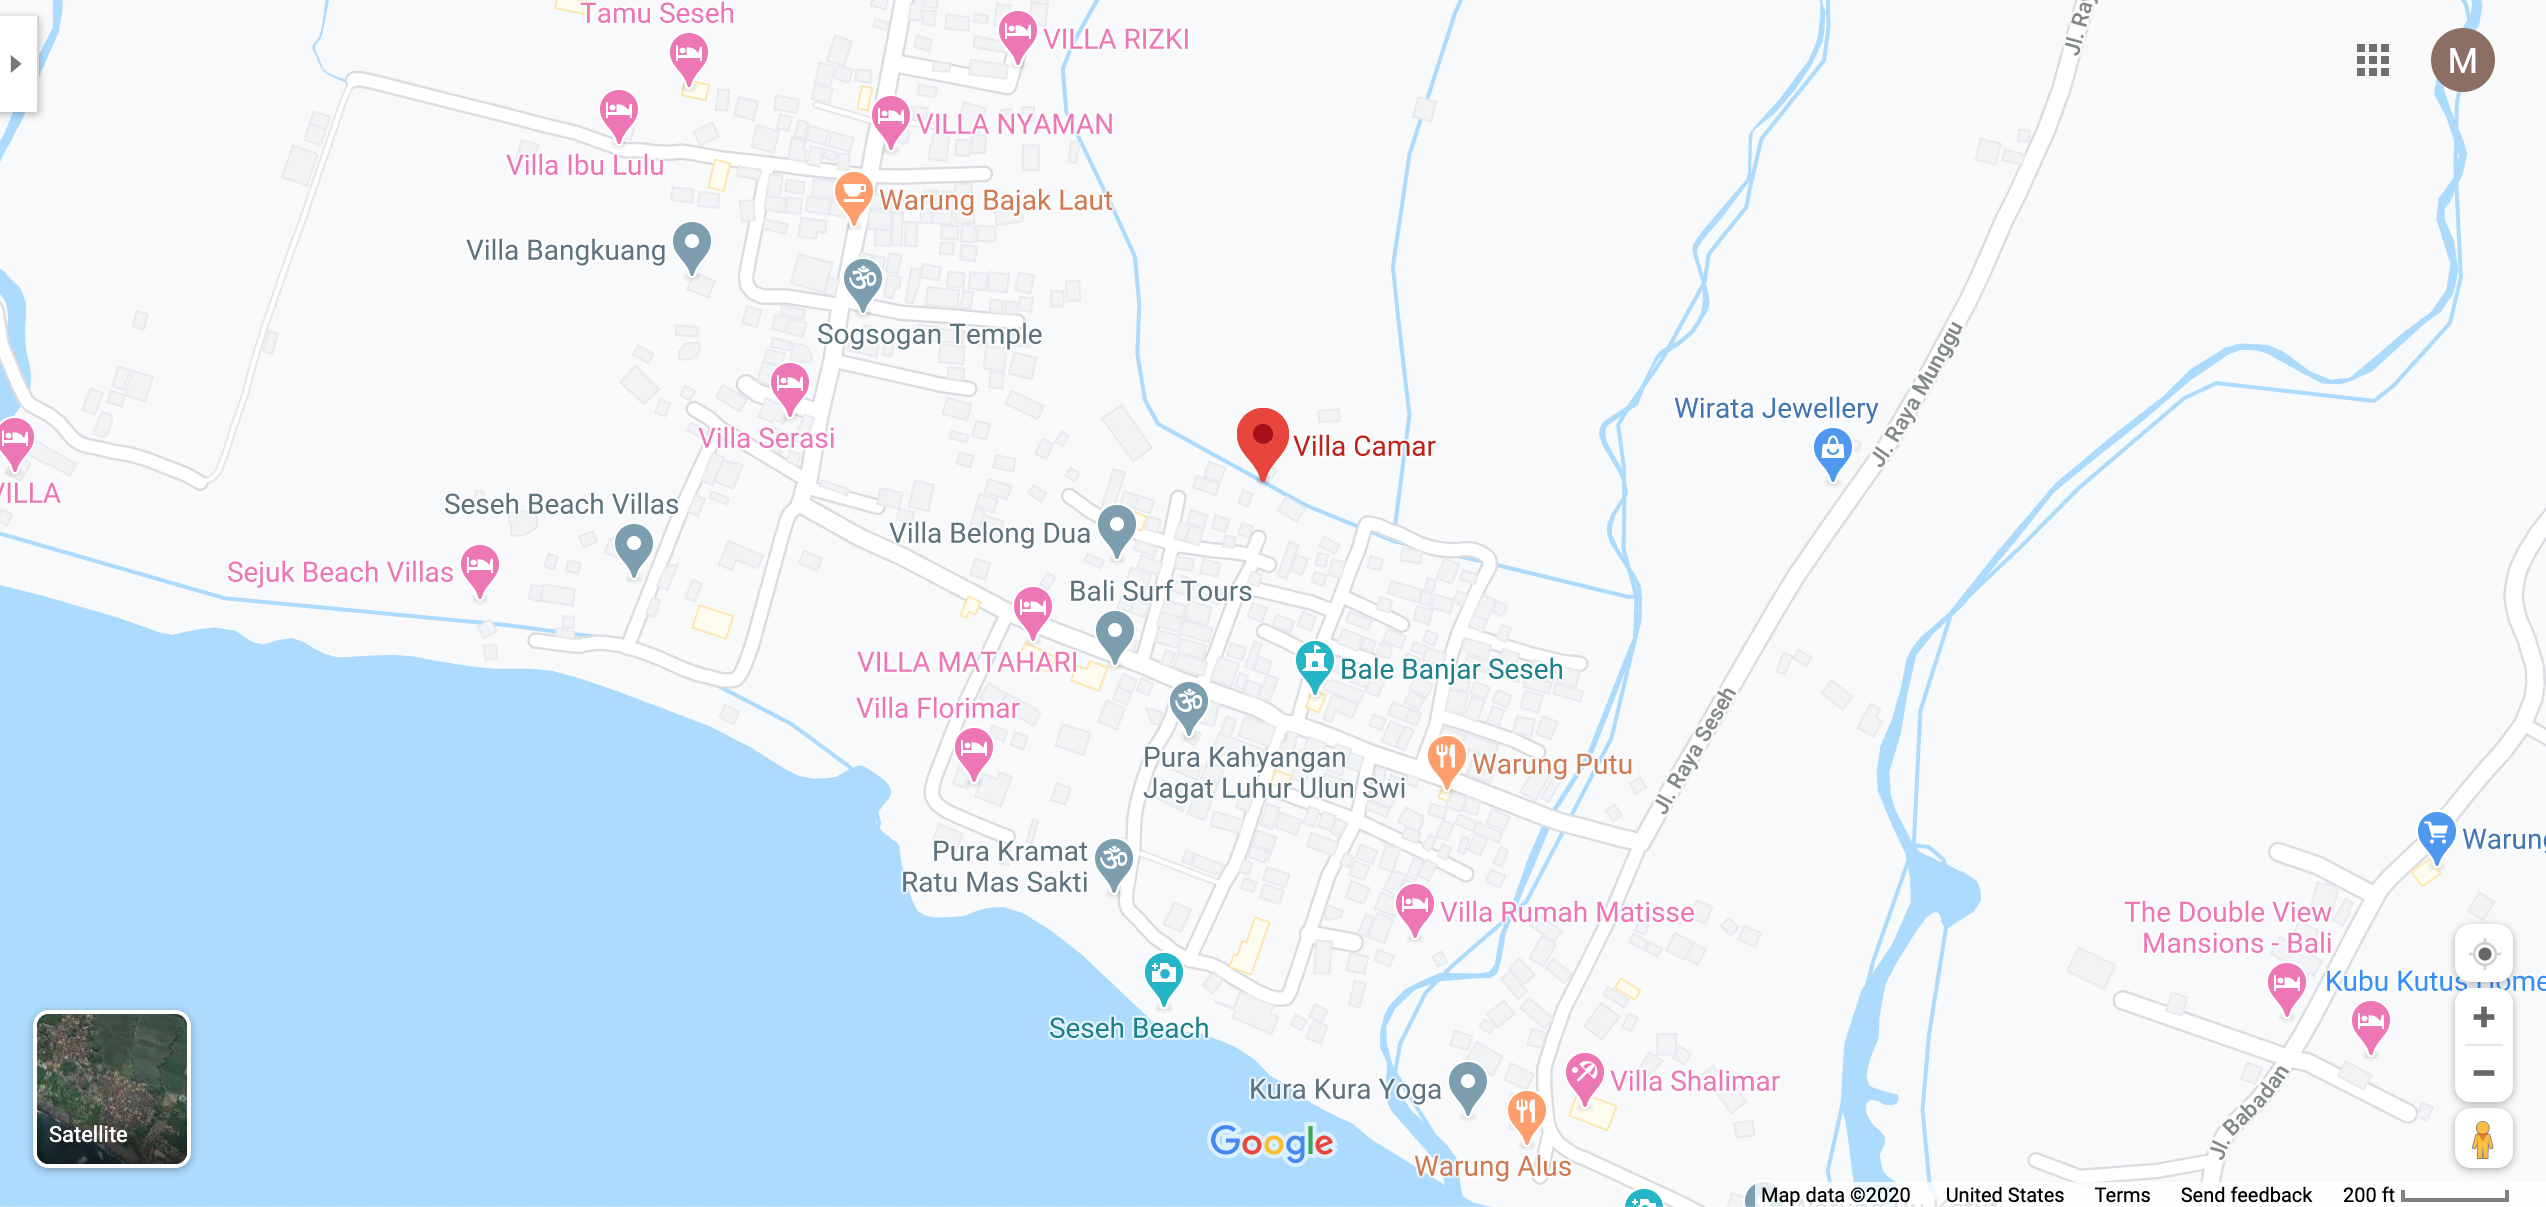 Tamu Seseh
VILLA RIZKI
Jl. Ray
M
VILLA NYAMAN
Villa Ibu Lulu
Warung Bajak Laut
Villa Bangkuang
Sogsogan Temple
Jl. Raya Munggu
Wirata Jewellery
Villa Serasi
Villa Camar
VILLA
Seseh Beach Villas
Villa Belong Dua
Sejuk Beach Villas
Bali Surf Tours
VILLA MATAHARI
Bale Banjar Seseh
Villa Florimar
Jl. Raya Seseh
Pura Kahyangan
Jagat Luhur Ulun Swi
Warung Putu
Pura Kramat
Ratu Mas Sakti
Warung
Villa Rumah Matisse
The Double View
Mansions - Bali
Kubu Kutus Home
Seseh Beach
Kura Kura Yoga
Villa Shalimar
Jl. Babadan
Satellite
Google
Warung Alus
Map data ©2020 United States Terms Send feedback 200 ft